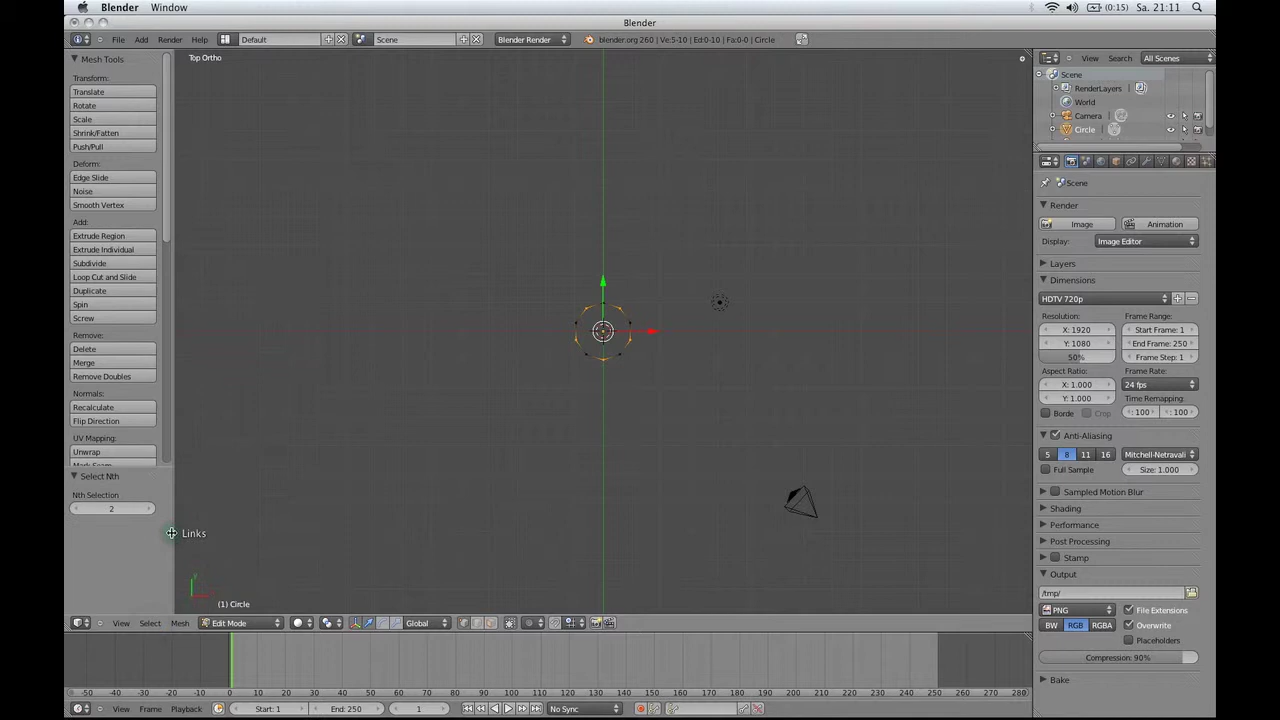 Blender Window (0:15) Sa. 21:11
Blender
File Add Render Help Default Scene Blender Render blender.org 260 | Ve:5-10 | Ed:0-10 | Fa:0-0 | Circle View Search All Scenes
Mesh Tools
Transform:
Translate
Rotate
Scale
Shrink/Fatten
Push/Pull
Deform:
Edge Slide
Noise
Smooth Vertex
Add:
Extrude Region
Extrude Individual
Subdivide
Loop Cut and Slide
Duplicate
Spin
Screw
Remove:
Delete
Merge
Remove Doubles
Normals:
Recalculate
Flip Direction
UV Mapping:
Unwrap
Mark Seam
Select Nth
Nth Selection
2
Top Ortho
Links
(1) Circle
Scene
RenderLayers
World
Camera
Circle
Scene
Render
Image Animation
Display: Image Editor
Layers
Dimensions
HDTV 720p
Resolution: Frame Range:
X: 1920 Start Frame: 1
Y: 1080 End Frame: 250
50% Frame Step: 1
Aspect Ratio: Frame Rate:
X: 1.000 24 fps
Y: 1.000 Time Remapping:
Borde Crop : 100 : 100
Anti-Aliasing
5 8 11 16 Mitchell-Netravali
Full Sample Size: 1.000
Sampled Motion Blur
Shading
Performance
Post Processing
Stamp
Output
/tmp/
PNG File Extensions
BW RGB RGBA Overwrite
Placeholders
Compression: 90%
Bake
View Select Mesh Edit Mode Global
-50 -40 -30 -20 -10 0 10 20 30 40 50 60 70 80 90 100 110 120 130 140 150 160 170 180 190 200 210 220 230 240 250 260 270 280
View Frame Playback Start: 1 End: 250 1 No Sync